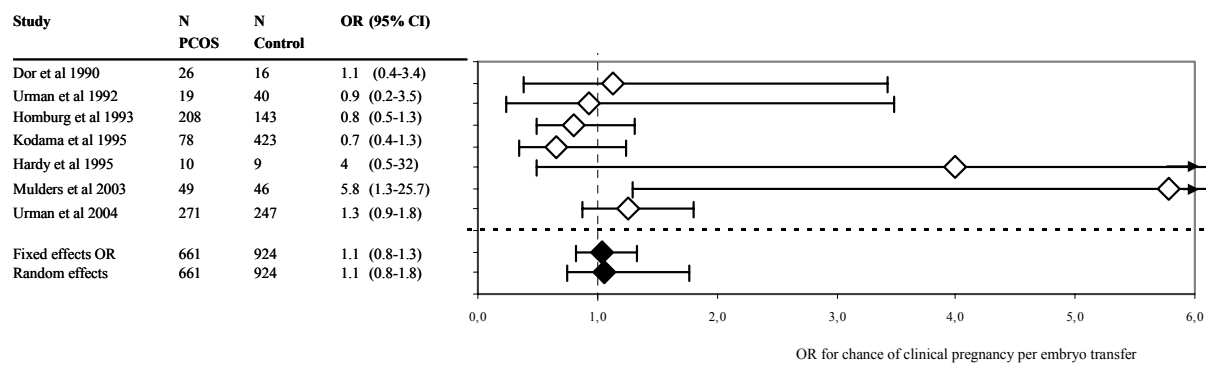 Study N N OR (95% CI)
PCOS Control
Dor et al 1990 26 16 1.1 (0.4-3.4)
Urman et al 1992 19 40 0.9 (0.2-3.5)
Homburg et al 1993 208 143 0.8 (0.5-1.3)
Kodama et al 1995 78 423 0.7 (0.4-1.3)
Hardy et al 1995 10 9 4 (0.5-32)
Mulders et al 2003 49 46 5.8 (1.3-25.7)
Urman et al 2004 271 247 1.3 (0.9-1.8)
Fixed effects OR 661 924 1.1 (0.8-1.3)
Random effects 661 924 1.1 (0.8-1.8)
0,0 1,0 2,0 3,0 4,0 5,0 6,0
OR for chance of clinical pregnancy per embryo transfer